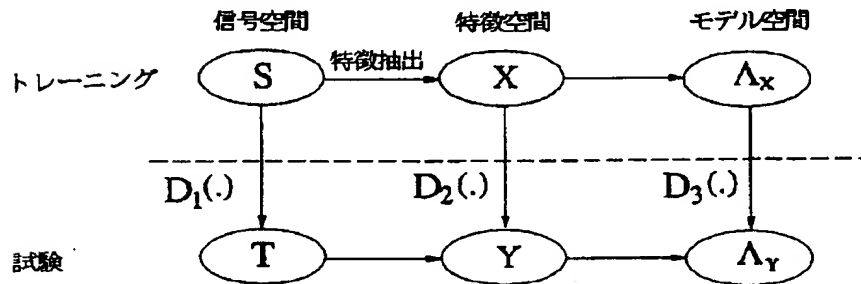 信号空間 特徴空間 モデル空間
トレーニング S 特徴抽出 X ΛX
D1(.) D2(.) D3(.)
試験 T Y ΛY